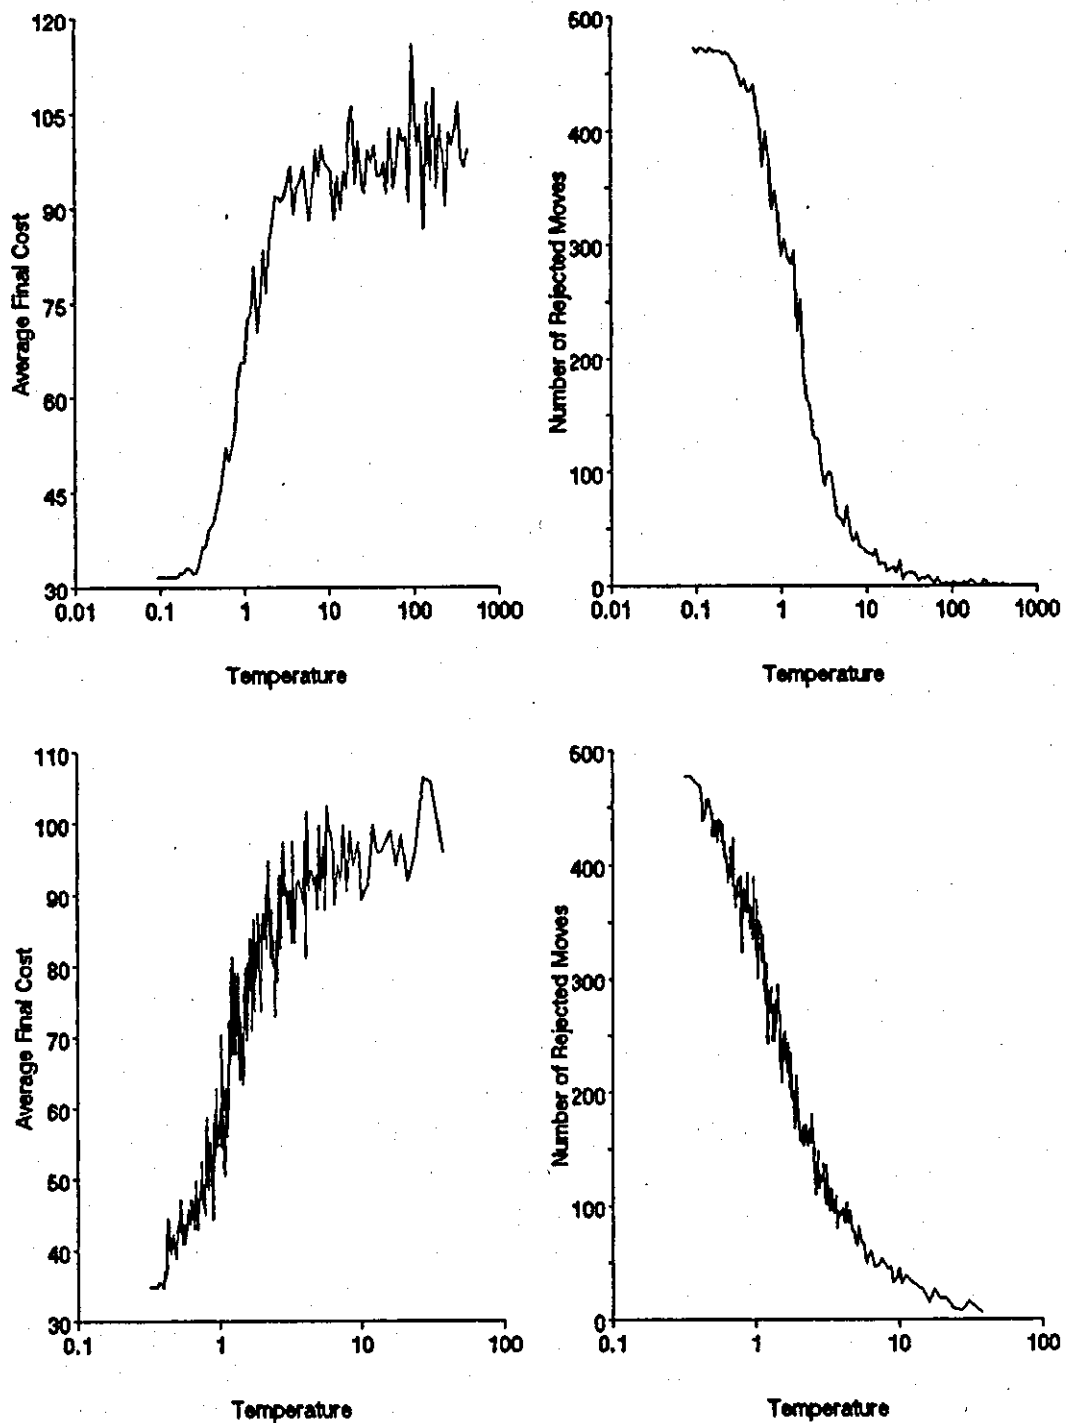 120
105
90
75
60
45
30
Average Final Cost
0.01 0.1 1 10 100 1000
Temperature
500
400
300
200
100
0
Number of Rejected Moves
0.01 0.1 1 10 100 1000
Temperature
110
100
90
80
70
60
50
40
30
Average Final Cost
0.1 1 10 100
Temperature
500
400
300
200
100
0
Number of Rejected Moves
0.1 1 10 100
Temperature